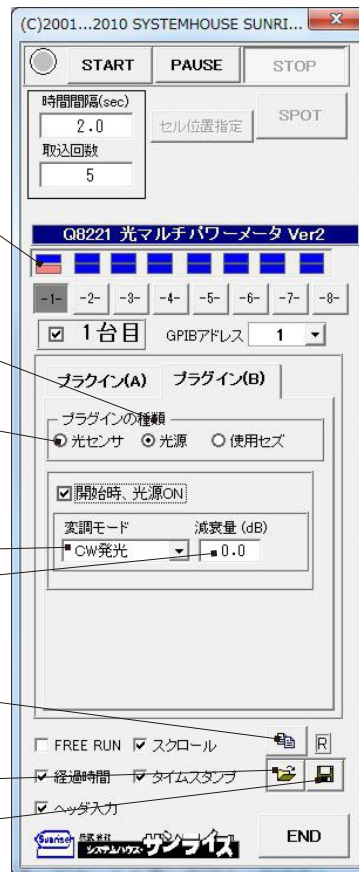 (C)2001...2010 SYSTEMHOUSE SUNRI...
START PAUSE STOP
時間間隔(sec)
2.0
取込回数
5
セル位置指定
SPOT
Q8221 光マルチパワーメータ Ver2
-1- -2- -3- -4- -5- -6- -7- -8-
1台目 GPIBアドレス 1
プラグイン(A) プラグイン(B)
プラグインの種類
光センサ 光源 使用セズ
開始時、光源ON
変調モード 減衰量(dB)
CW発光 0.0
FREE RUN スクロール R
経過時間 タイムスタンプ
ヘッダ入力
Sunrise 株式会社 システムハウス・サンライズ
END